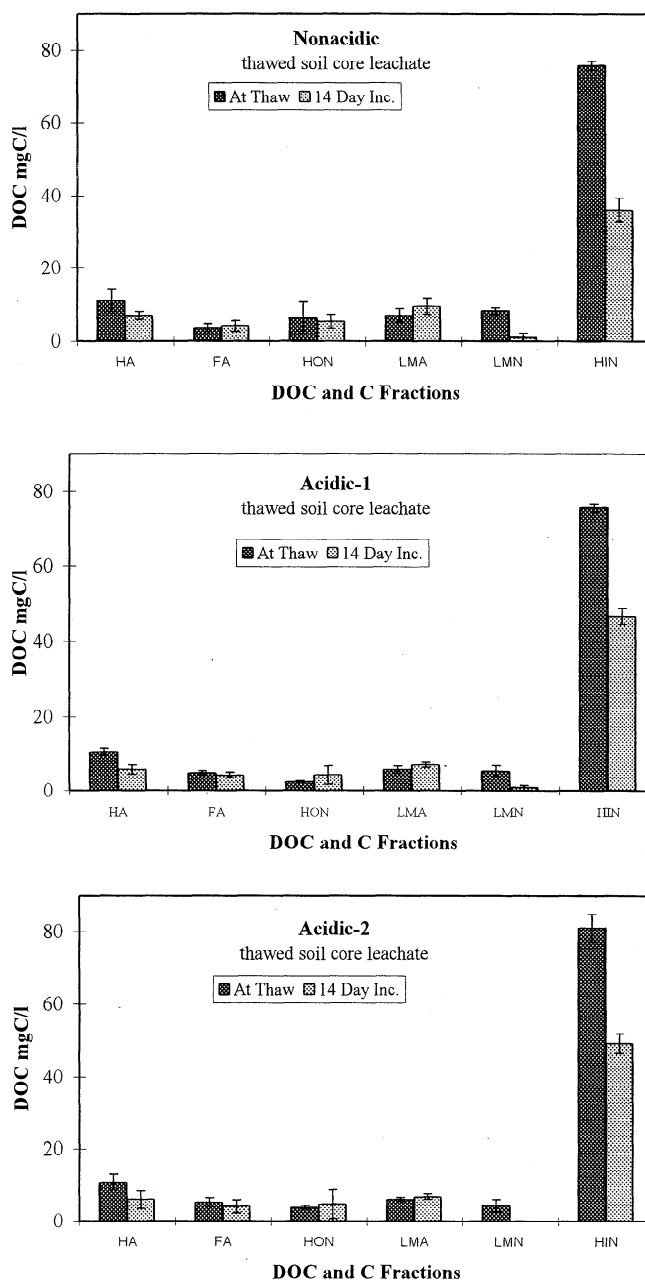 Nonacidic
thawed soil core leachate
At Thaw 14 Day Inc.
DOC mgC/l
80
60
40
20
0
HA FA HON LMA LMN HIN
DOC and C Fractions
Acidic-1
thawed soil core leachate
At Thaw 14 Day Inc.
DOC mgC/l
80
60
40
20
0
HA FA HON LMA LMN HIN
DOC and C Fractions
Acidic-2
thawed soil core leachate
At Thaw 14 Day Inc.
DOC mgC/l
80
60
40
20
0
HA FA HON LMA LMN HIN
DOC and C Fractions